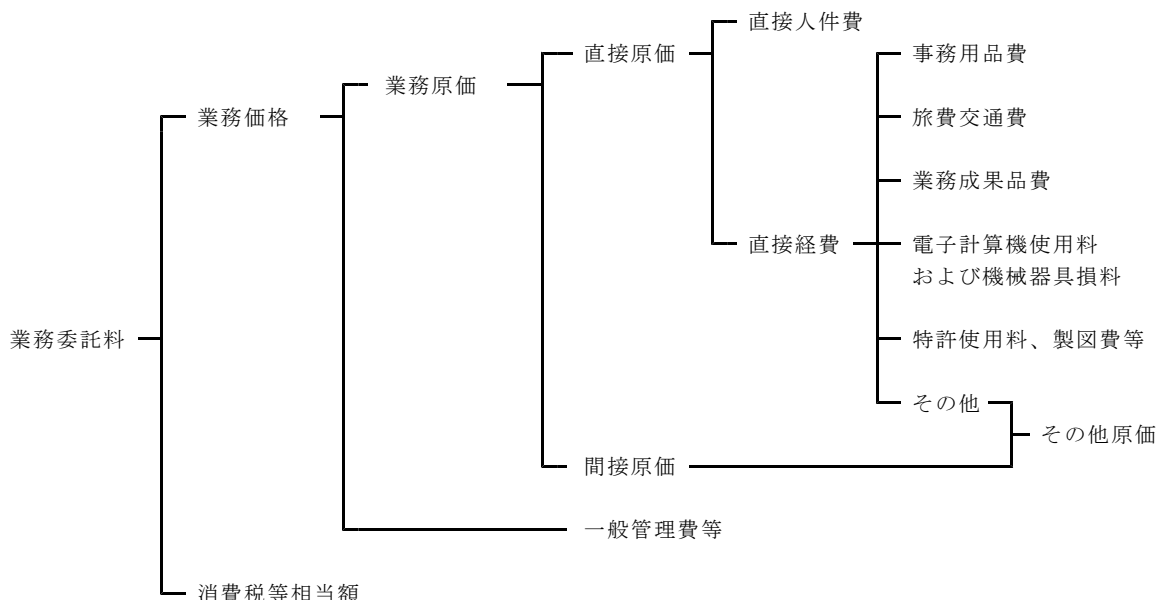 直接人件費
直接原価
事務用品費
業務原価
業務価格
旅費交通費
業務成果品費
直接経費
電子計算機使用料
および機械器具損料
業務委託料
特許使用料、製図費等
その他
その他原価
間接原価
一般管理費等
消費税等相当額